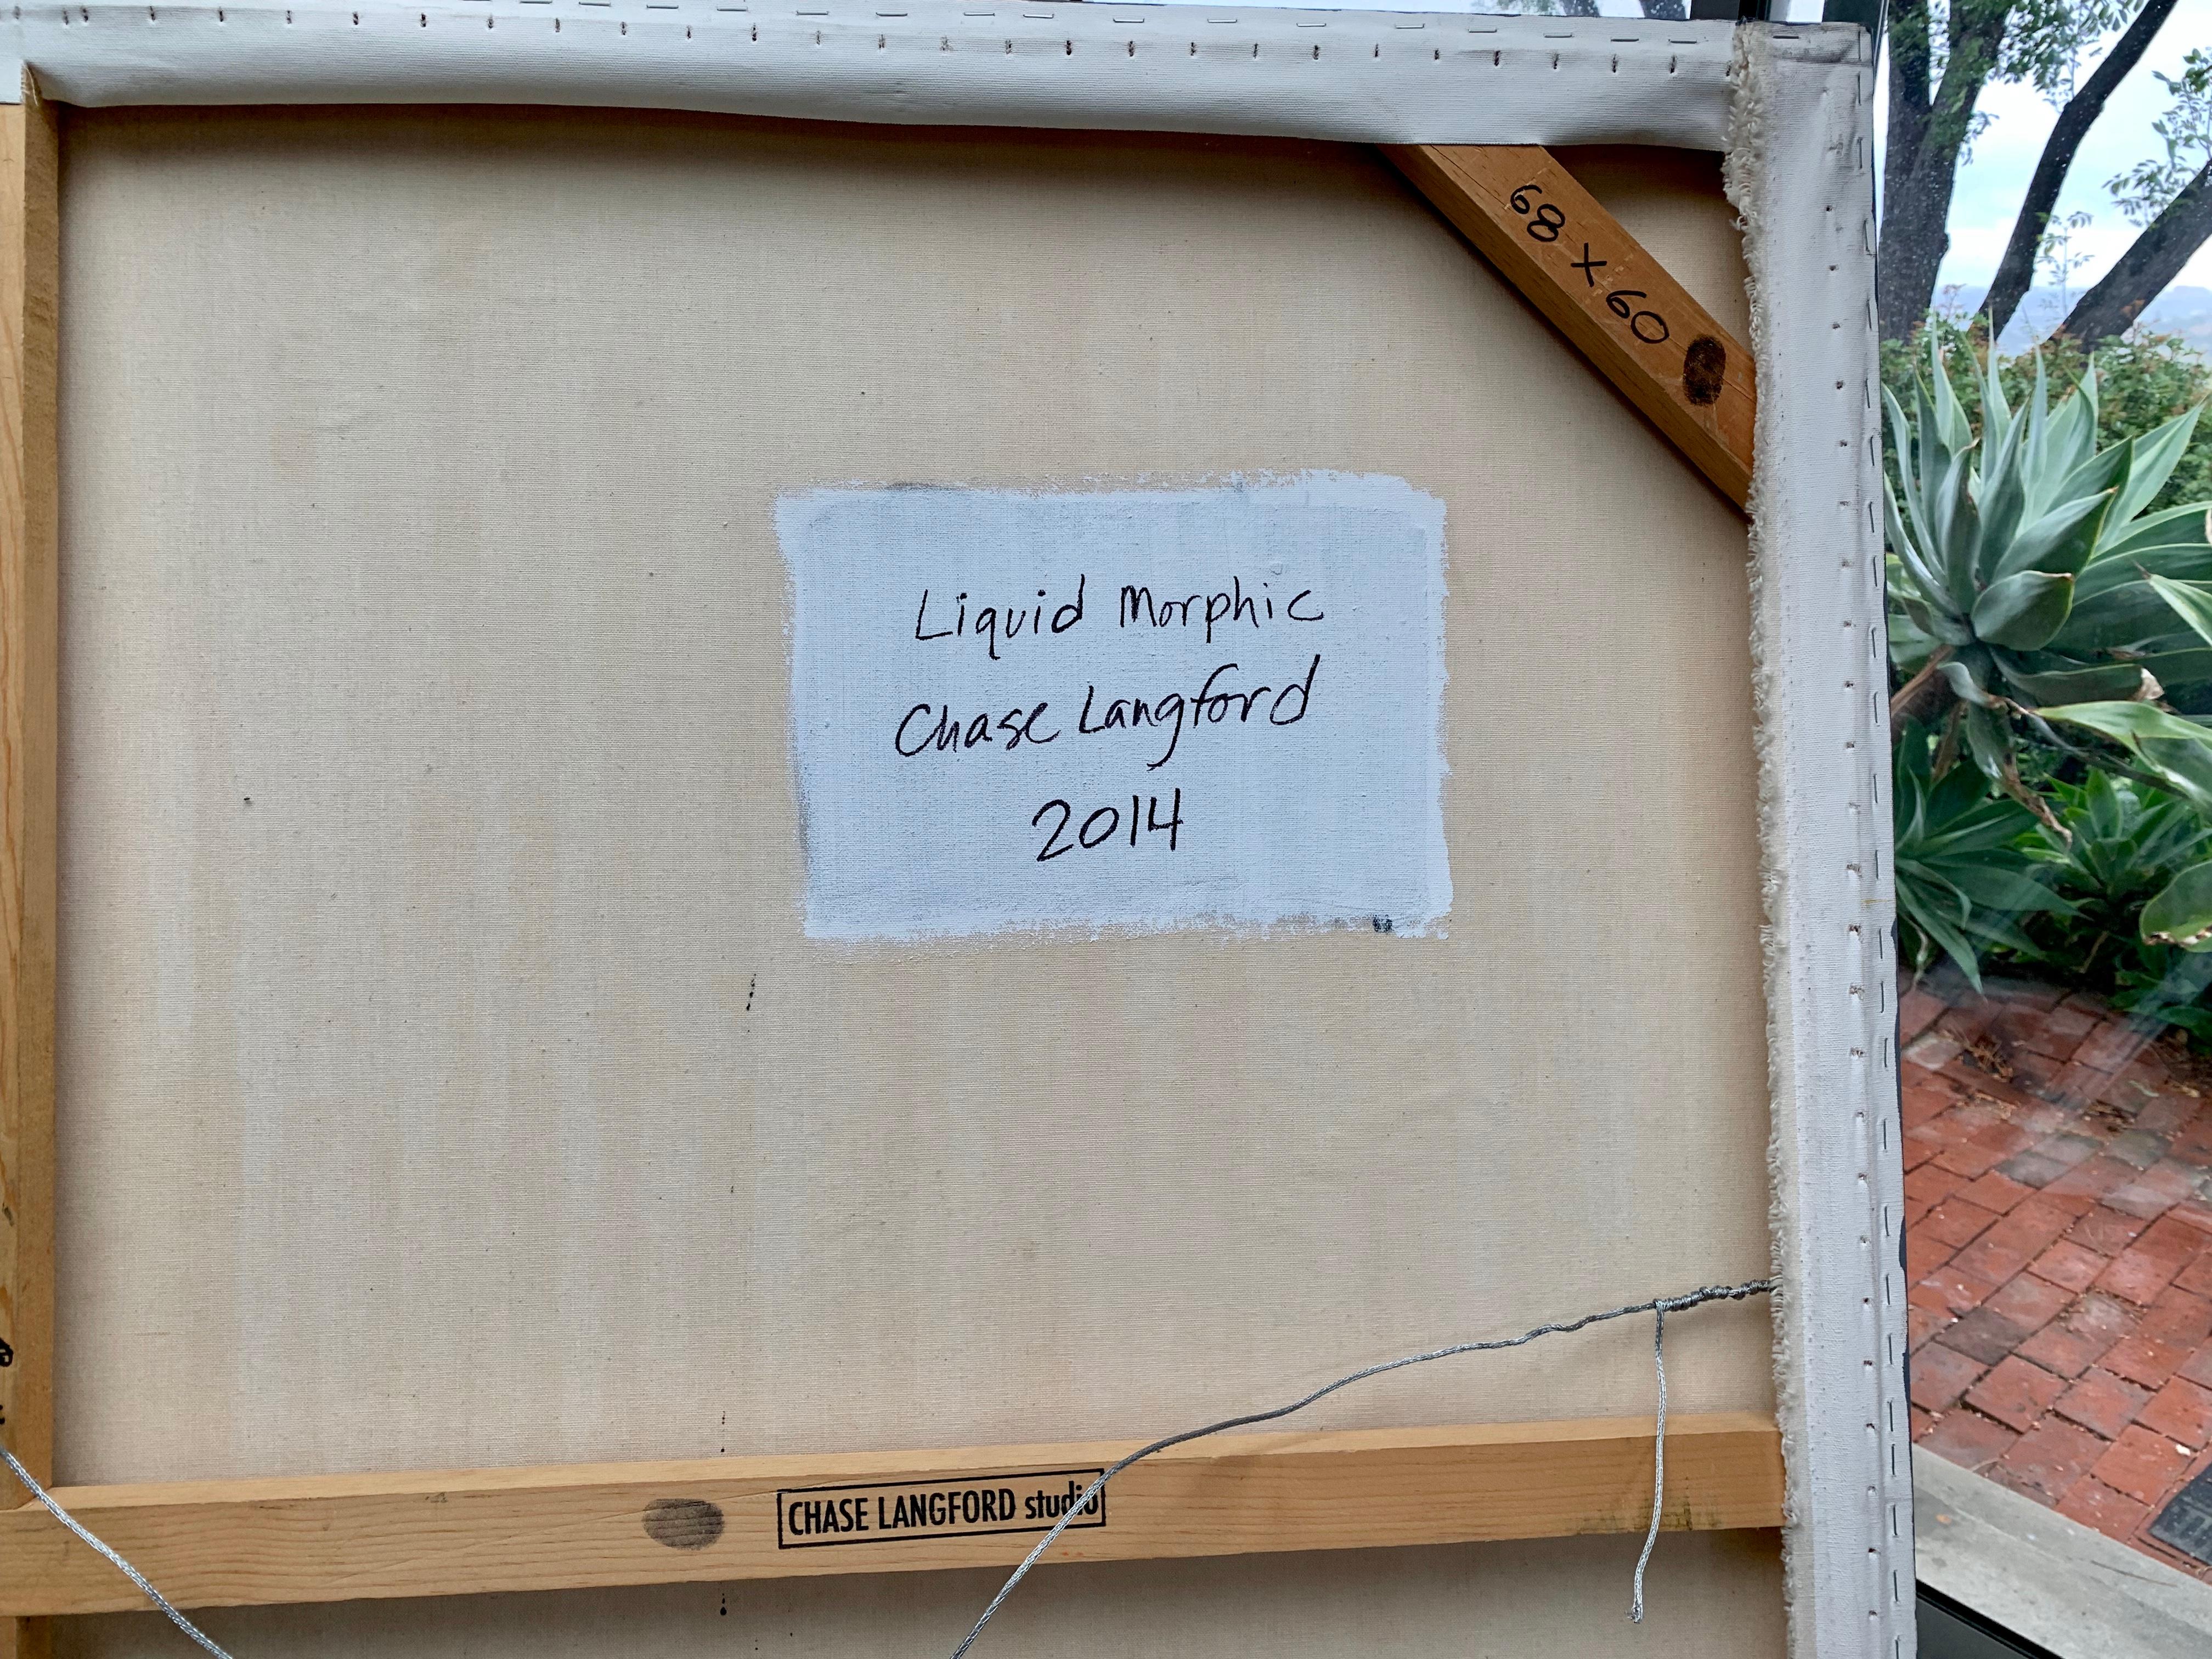 68 x 60
Liquid Morphic
Chase Langford
2014
CHASE LANGFORD studio